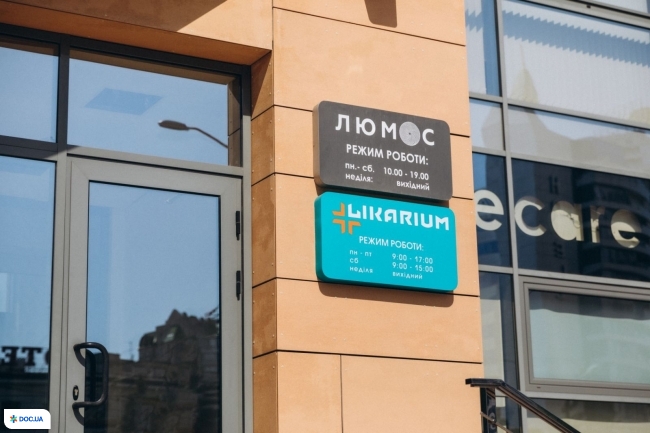 ЛЮМОС
РЕЖИМ РОБОТИ:
пн.- сб. 10.00 - 19.00
неділя: вихідний
LIKARIUM
РЕЖИМ РОБОТИ:
пн - пт 9:00 - 17:00
сб 9:00 - 15:00
неділя вихідний
ecare
DOC.UA